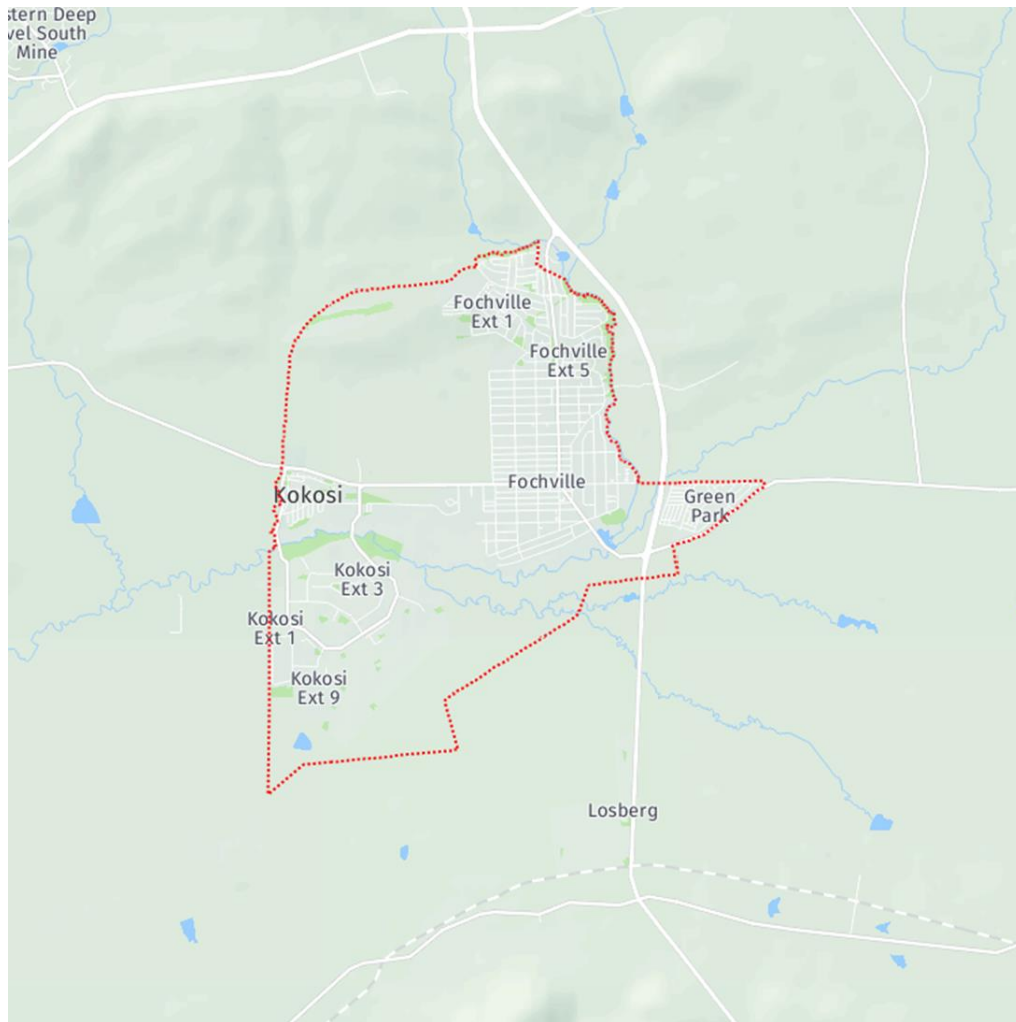 stern Deep
vel South
Mine
Fochville
Ext 1
Fochville
Ext 5
Fochville
Kokosi
Green
Park
Kokosi
Ext 3
Kokosi
Ext 1
Kokosi
Ext 9
Losberg